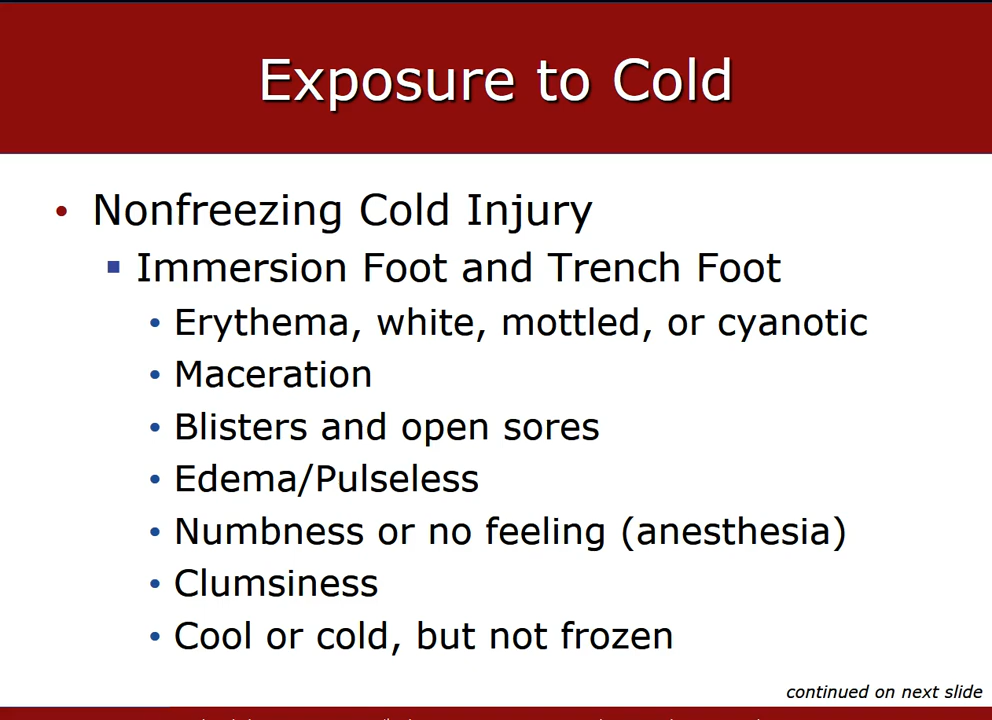 Exposure to Cold
• Nonfreezing Cold Injury
▪ Immersion Foot and Trench Foot
• Erythema, white, mottled, or cyanotic
• Maceration
• Blisters and open sores
• Edema/Pulseless
• Numbness or no feeling (anesthesia)
• Clumsiness
• Cool or cold, but not frozen
continued on next slide